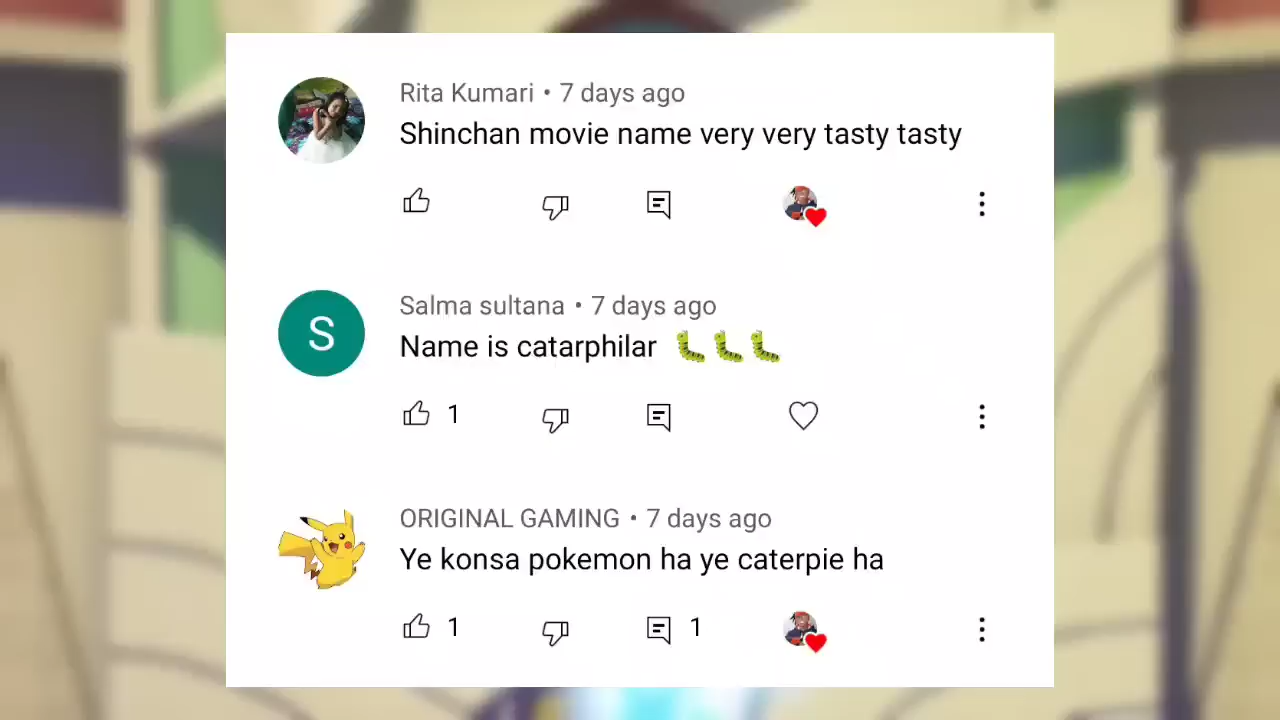 Rita Kumari • 7 days ago
Shinchan movie name very very tasty tasty
S
Salma sultana • 7 days ago
Name is catarphilar 🐛🐛🐛
1
ORIGINAL GAMING • 7 days ago
Ye konsa pokemon ha ye caterpie ha
1 1